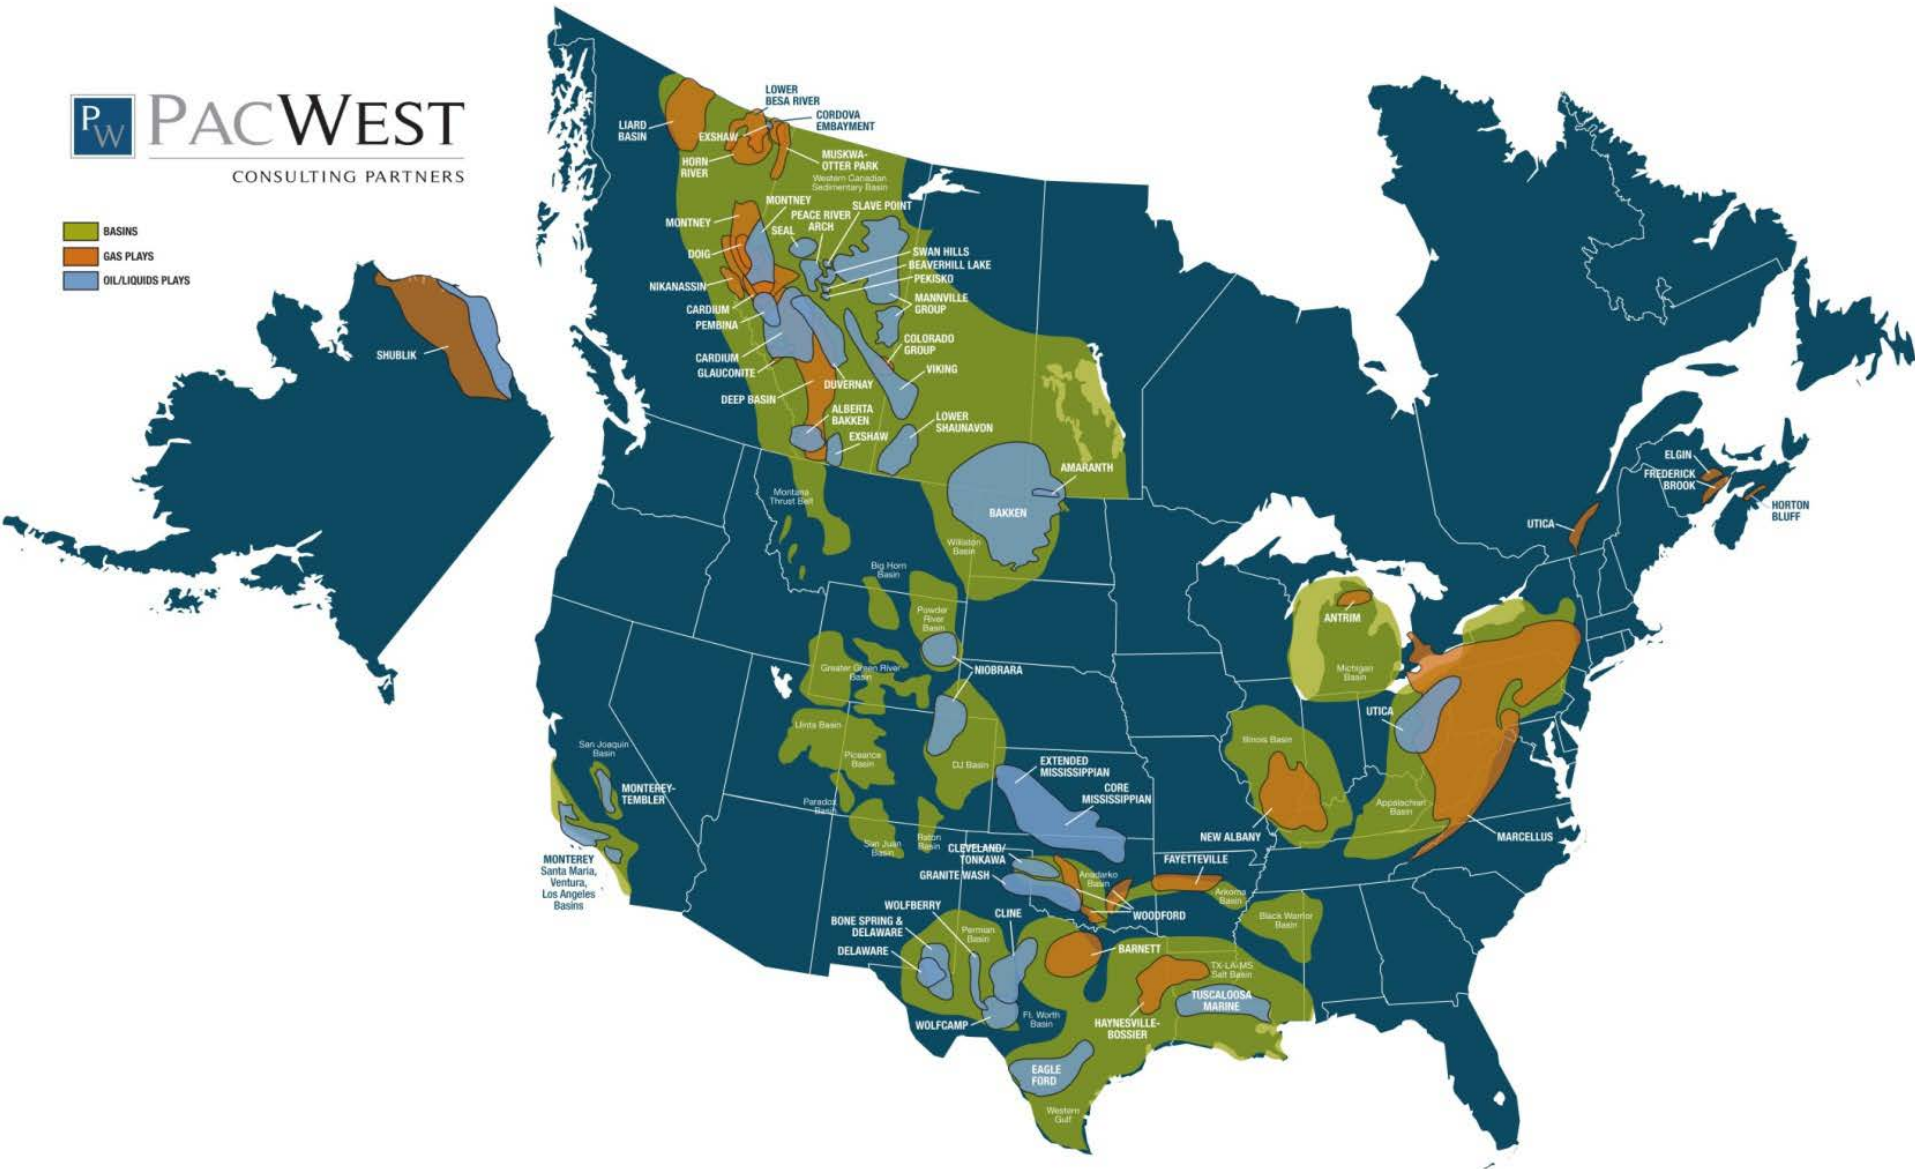 PW
PACWEST
CONSULTING PARTNERS
BASINS
GAS PLAYS
OIL/LIQUIDS PLAYS
SHUBLIK
LIARD
BASIN
LOWER
BESA RIVER
CORDOVA
EMBAYMENT
EXSHAW
HORN
RIVER
MUSKWA-
OTTER PARK
Western Canadian
Sedimentary Basin
MONTNEY
MONTNEY
PEACE RIVER
ARCH
SLAVE POINT
SEAL
DOIG
SWAN HILLS
BEAVERHILL LAKE
PEKISKO
NIKANASSIN
MANNVILLE
GROUP
CARDIUM
PEMBINA
COLORADO
GROUP
CARDIUM
GLAUCONITE
VIKING
DUVERNAY
DEEP BASIN
ALBERTA
BAKKEN
EXSHAW
LOWER
SHAUNAVON
AMARANTH
BAKKEN
Montana
Thrust Belt
Williston
Basin
Big Horn
Basin
Powder
River
Basin
Greater Green River
Basin
NIOBRARA
Uinta Basin
Piceance
Basin
DJ Basin
Paradox
Basin
San Juan
Basin
Raton
Basin
San Joaquin
Basin
MONTEREY-
TEMBLER
MONTEREY
Santa Maria,
Ventura,
Los Angeles
Basins
EXTENDED
MISSISSIPPIAN
CORE
MISSISSIPPIAN
CLEVELAND/
TONKAWA
GRANITE WASH
Anadarko
Basin
FAYETTEVILLE
Arkoma
Basin
WOODFORD
WOLFBERRY
BONE SPRING &
DELAWARE
DELAWARE
CLINE
Permian
Basin
BARNETT
WOLFCAMP
Ft. Worth
Basin
HAYNESVILLE-
BOSSIER
TX-LA-MS
Salt Basin
TUSCALOOSA
MARINE
Black Warrior
Basin
EAGLE
FORD
Western
Gulf
ANTRIM
Michigan
Basin
Illinois Basin
NEW ALBANY
UTICA
Appalachian
Basin
MARCELLUS
UTICA
ELGIN
FREDERICK
BROOK
HORTON
BLUFF